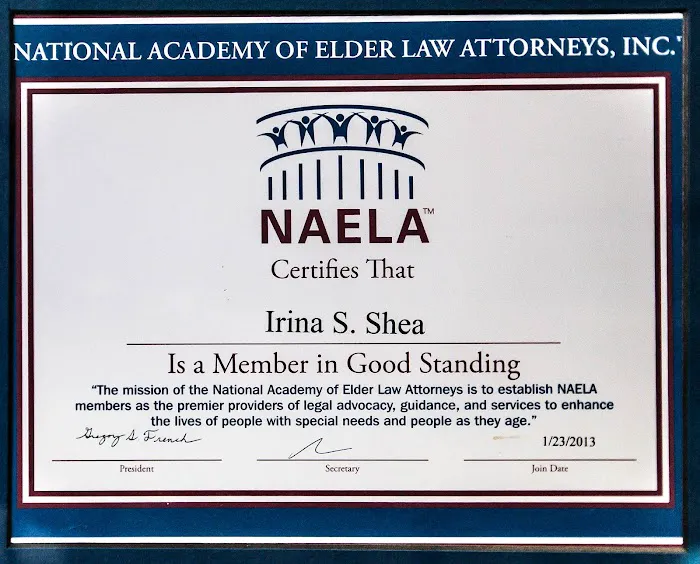 NATIONAL ACADEMY OF ELDER LAW ATTORNEYS, INC.
NAELA™
Certifies That
Irina S. Shea
Is a Member in Good Standing
“The mission of the National Academy of Elder Law Attorneys is to establish NAELA
members as the premier providers of legal advocacy, guidance, and services to enhance
the lives of people with special needs and people as they age.”
Gregory S. French 1/23/2013
President Secretary Join Date